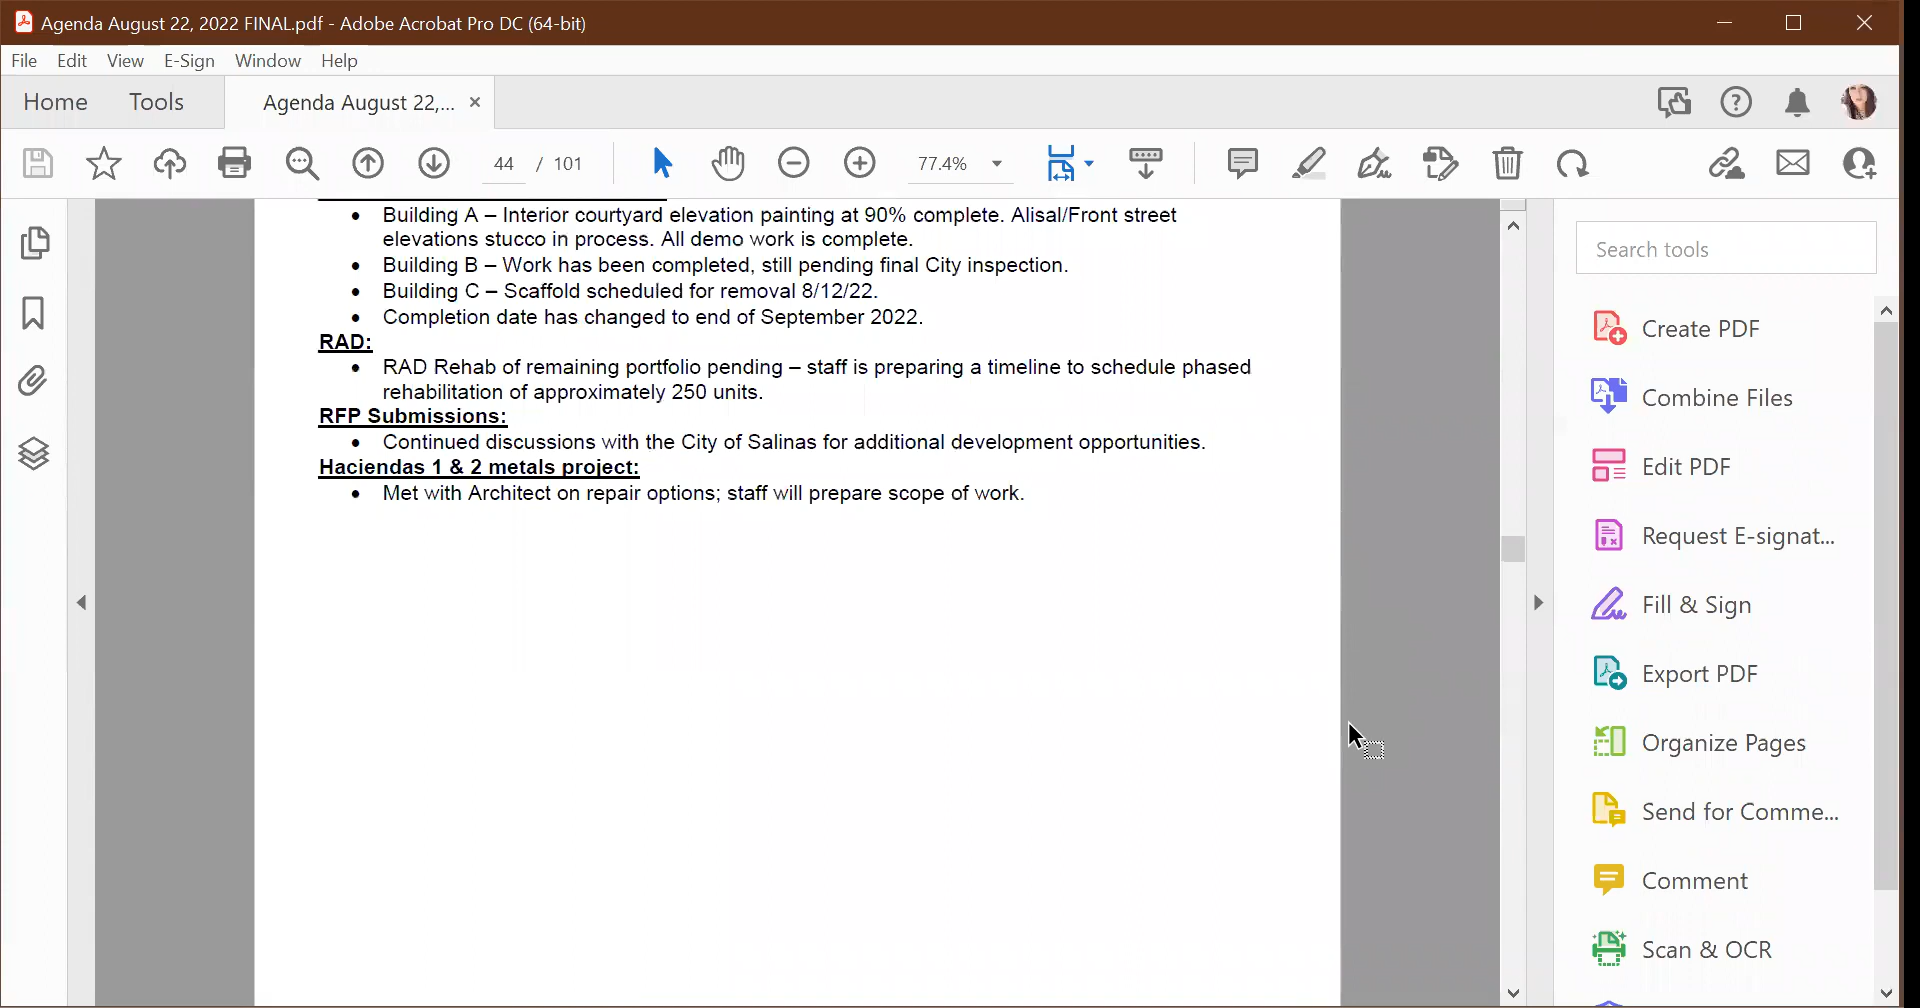 Agenda August 22, 2022 FINAL.pdf - Adobe Acrobat Pro DC (64-bit)
File Edit View E-Sign Window Help
Home Tools Agenda August 22,... ×
44 / 101 77.4%
• Building A – Interior courtyard elevation painting at 90% complete. Alisal/Front street
elevations stucco in process. All demo work is complete.
• Building B – Work has been completed, still pending final City inspection.
• Building C – Scaffold scheduled for removal 8/12/22.
• Completion date has changed to end of September 2022.
RAD:
• RAD Rehab of remaining portfolio pending – staff is preparing a timeline to schedule phased
rehabilitation of approximately 250 units.
RFP Submissions:
• Continued discussions with the City of Salinas for additional development opportunities.
Haciendas 1 & 2 metals project:
• Met with Architect on repair options; staff will prepare scope of work.
Search tools
Create PDF
Combine Files
Edit PDF
Request E-signat...
Fill & Sign
Export PDF
Organize Pages
Send for Comme...
Comment
Scan & OCR